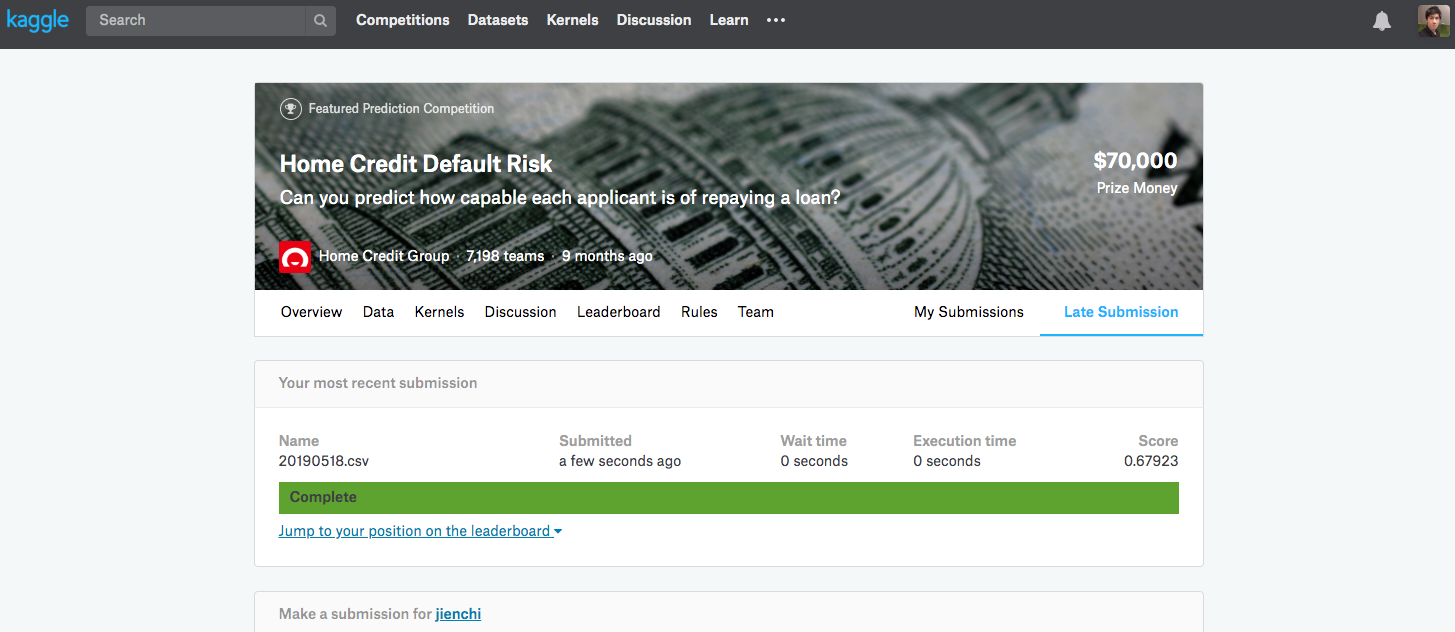 kaggle Search Competitions Datasets Kernels Discussion Learn
Featured Prediction Competition
Home Credit Default Risk
Can you predict how capable each applicant is of repaying a loan?
$70,000
Prize Money
Home Credit Group · 7,198 teams · 9 months ago
Overview Data Kernels Discussion Leaderboard Rules Team My Submissions Late Submission
Your most recent submission
Name Submitted Wait time Execution time Score
20190518.csv a few seconds ago 0 seconds 0 seconds 0.67923
Complete
Jump to your position on the leaderboard
Make a submission for jienchi